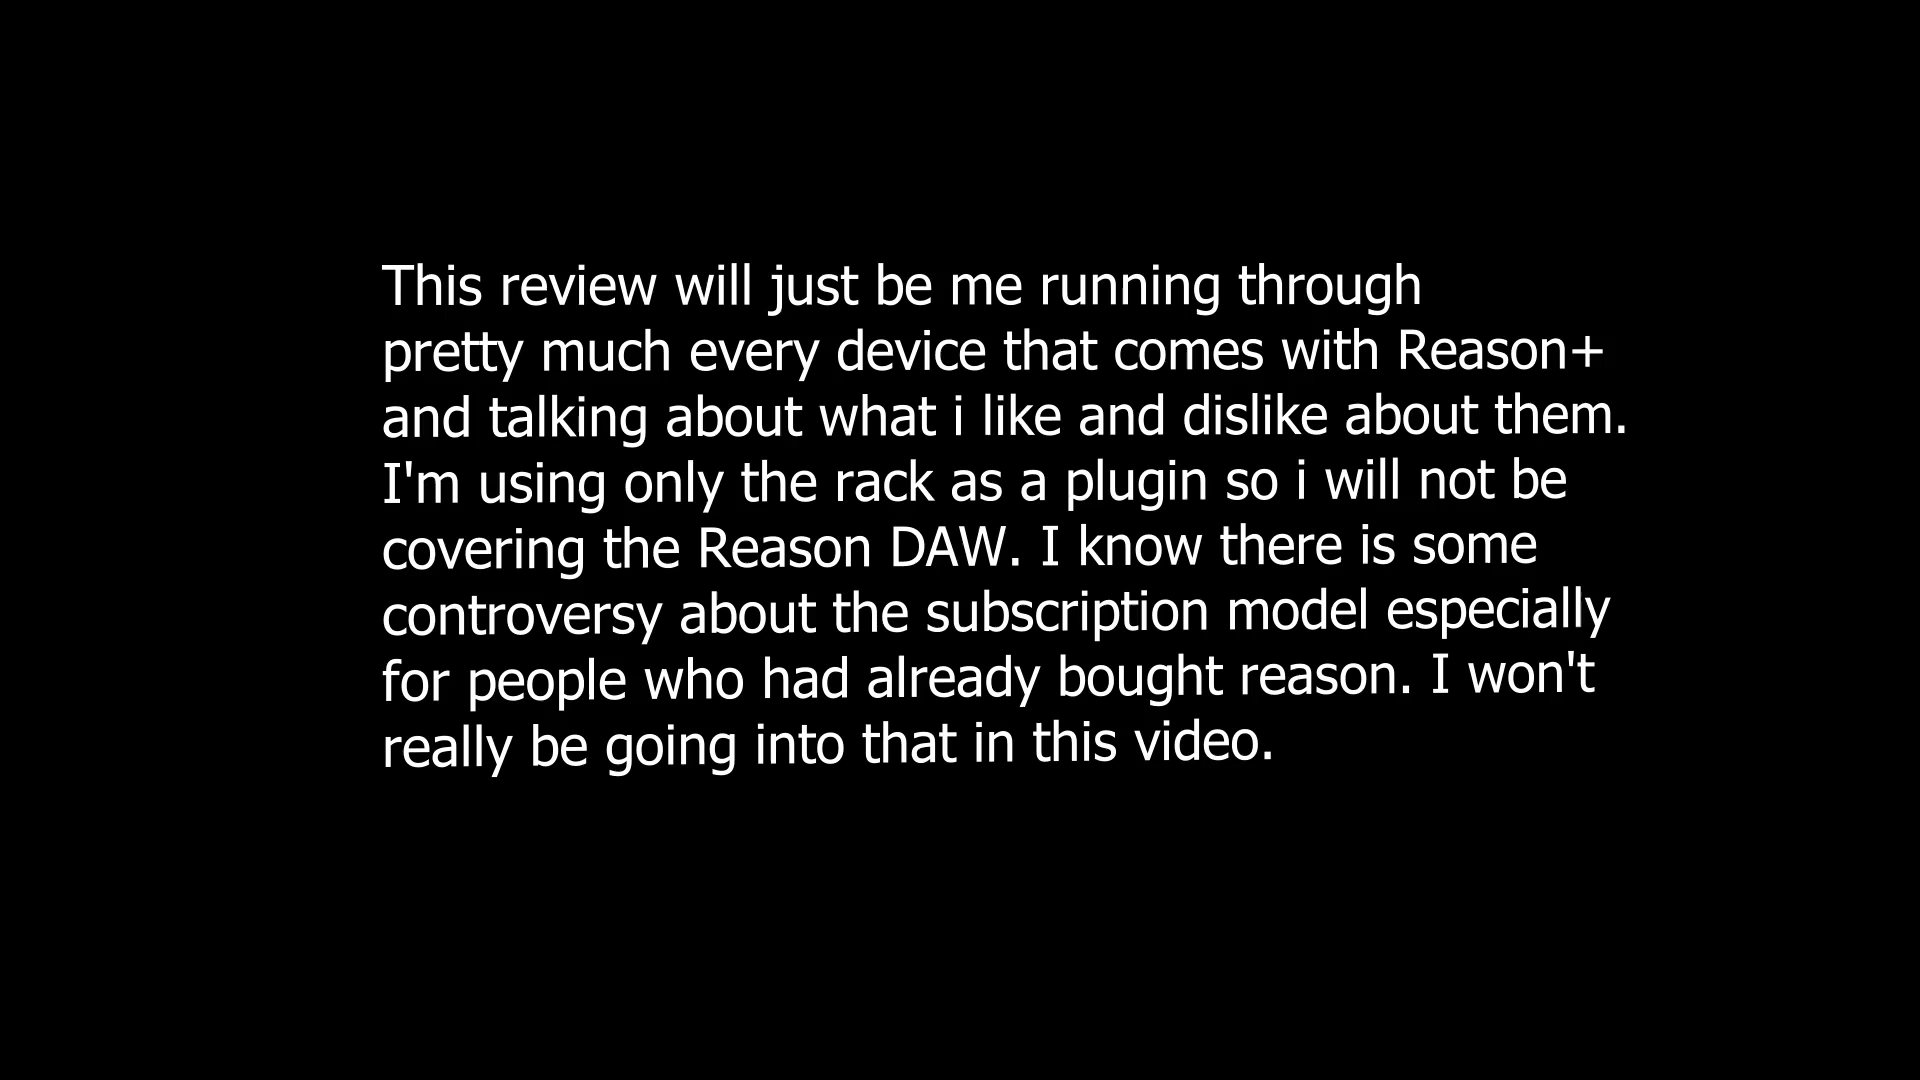 This review will just be me running through
pretty much every device that comes with Reason+
and talking about what i like and dislike about them.
I'm using only the rack as a plugin so i will not be
covering the Reason DAW. I know there is some
controversy about the subscription model especially
for people who had already bought reason. I won't
really be going into that in this video.